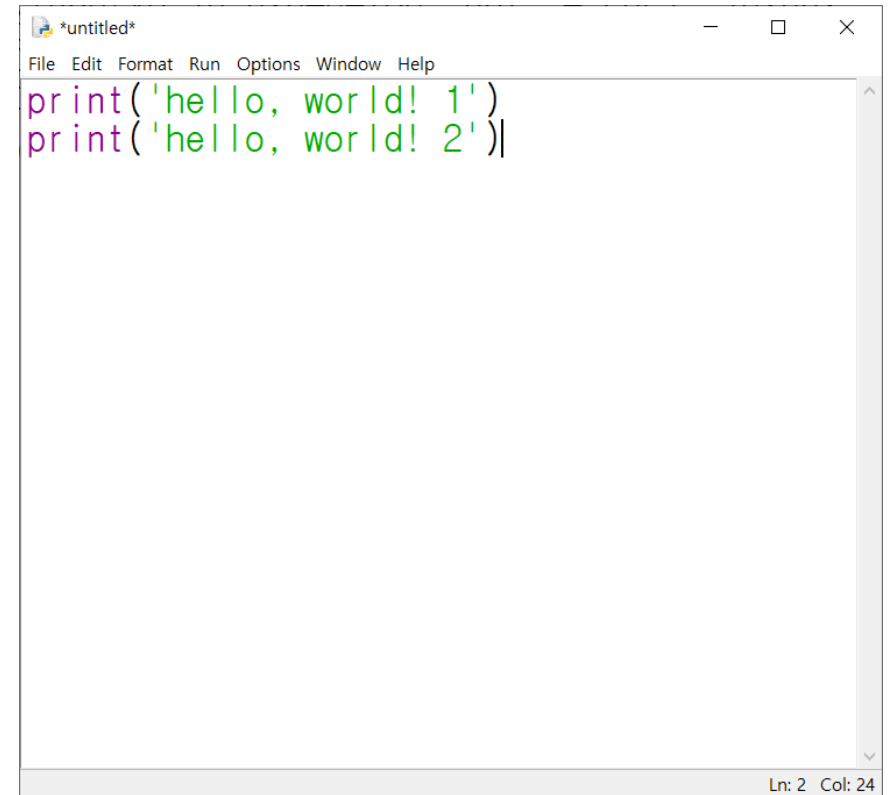 *untitled*
File Edit Format Run Options Window Help
print('hello, world! 1')
print('hello, world! 2')
Ln: 2 Col: 24